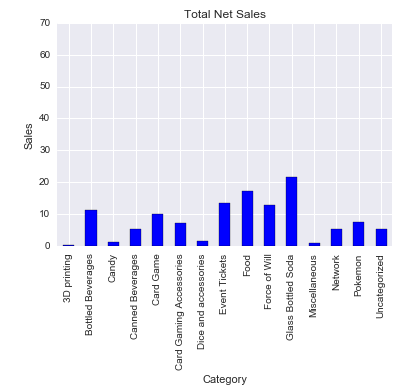 Total Net Sales
70
60
50
40
30
20
10
0
Sales
3D printing
Bottled Beverages
Candy
Canned Beverages
Card Game
Card Gaming Accessories
Dice and accessories
Event Tickets
Food
Force of Will
Glass Bottled Soda
Miscellaneous
Network
Pokemon
Uncategorized
Category